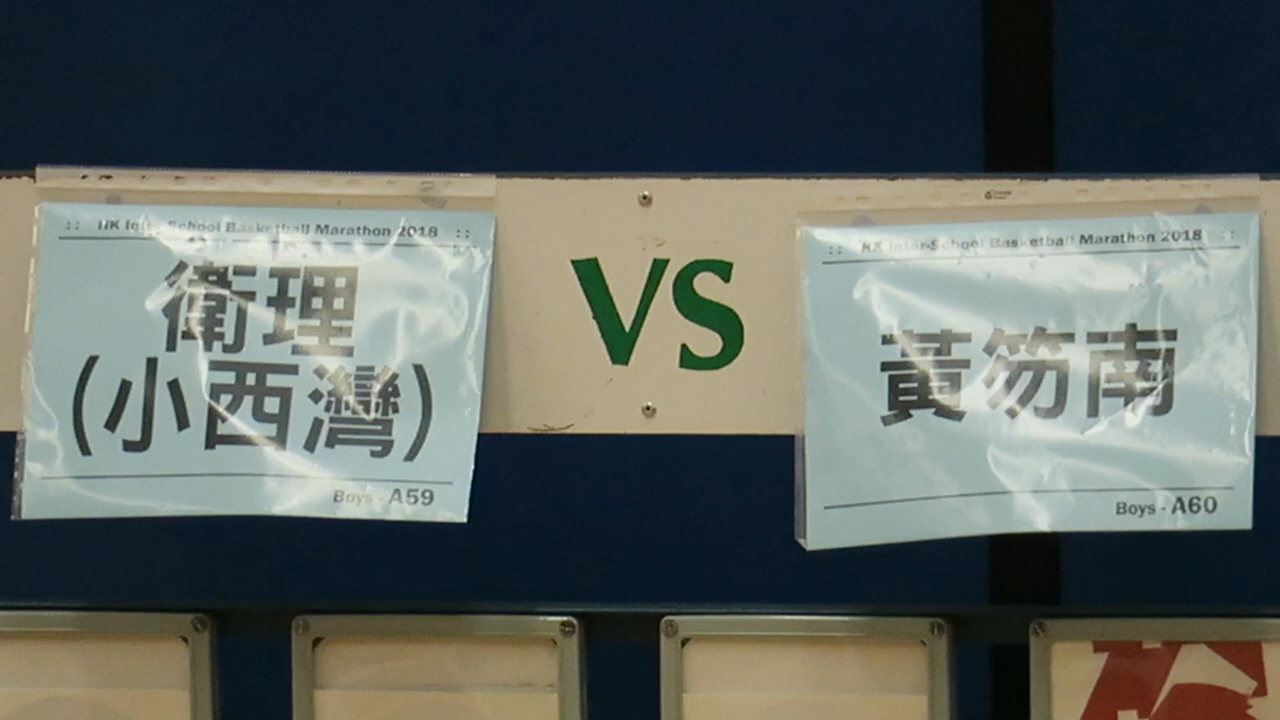 :: HK Inter-School Basketball Marathon 2018 ::
衛理
(小西灣)
Boys - A59
VS
:: HK Inter-School Basketball Marathon 2018 ::
黃笏南
Boys - A60